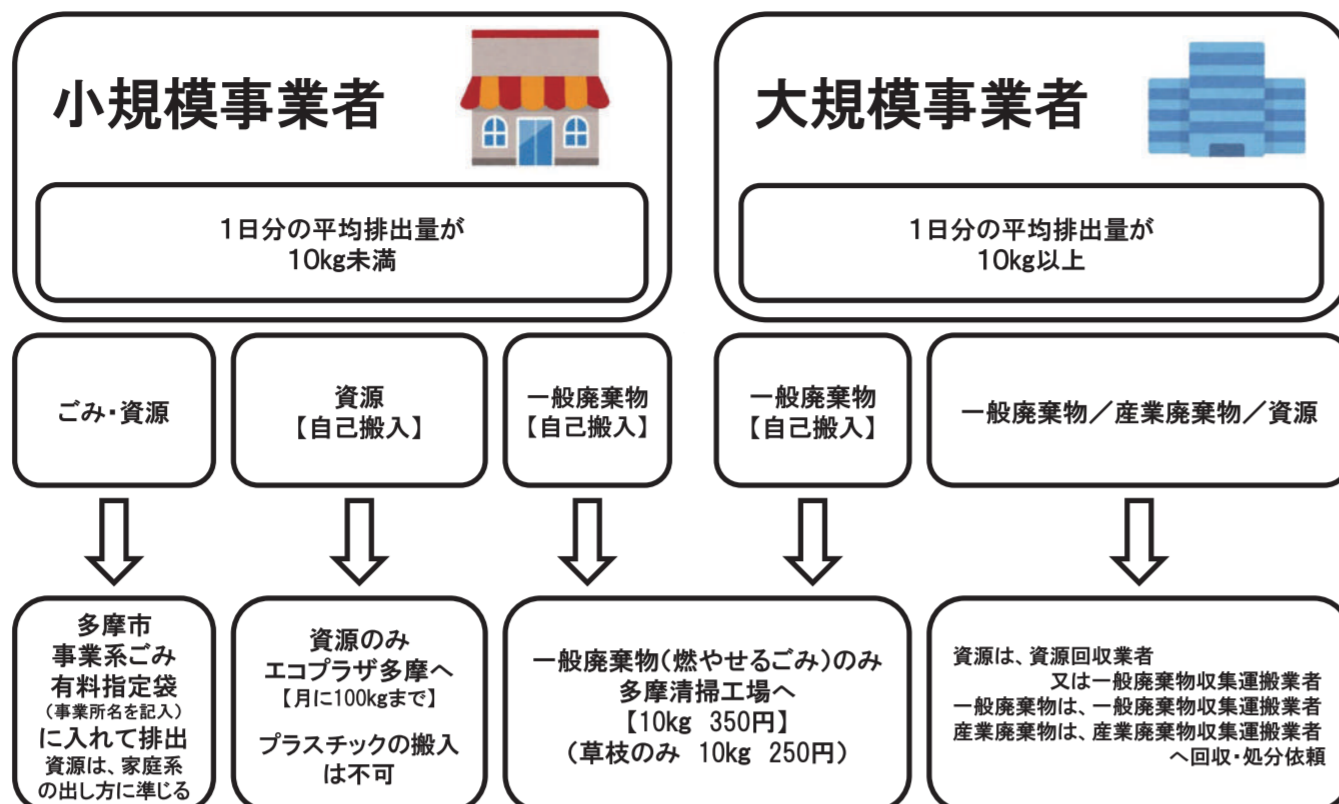 小規模事業者
1日分の平均排出量が
10kg未満
大規模事業者
1日分の平均排出量が
10kg以上
ごみ・資源
資源
【自己搬入】
一般廃棄物
【自己搬入】
一般廃棄物
【自己搬入】
一般廃棄物／産業廃棄物／資源
多摩市
事業系ごみ
有料指定袋
（事業所名を記入）
に入れて排出
資源は、家庭系
の出し方に準じる
資源のみ
エコプラザ多摩へ
【月に100kgまで】
プラスチックの搬入
は不可
一般廃棄物（燃やせるごみ）のみ
多摩清掃工場へ
【10kg 350円】
（草枝のみ 10kg 250円）
資源は、資源回収業者
又は一般廃棄物収集運搬業者
一般廃棄物は、一般廃棄物収集運搬業者
産業廃棄物は、産業廃棄物収集運搬業者
へ回収・処分依頼